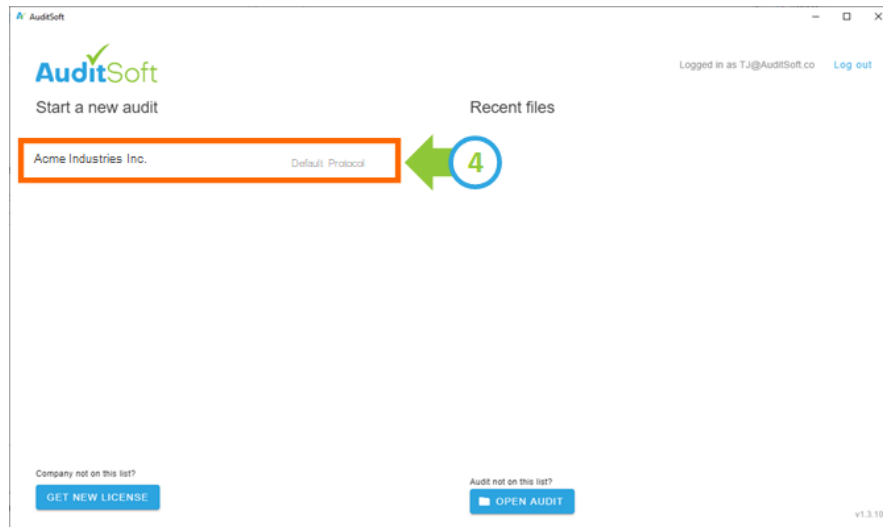 AuditSoft
AuditSoft
Logged in as TJ@AuditSoft.co Log out
Start a new audit
Recent files
Acme Industries Inc. Default Protocol
4
Company not on this list?
GET NEW LICENSE
Audit not on this list?
OPEN AUDIT
v1.3.10